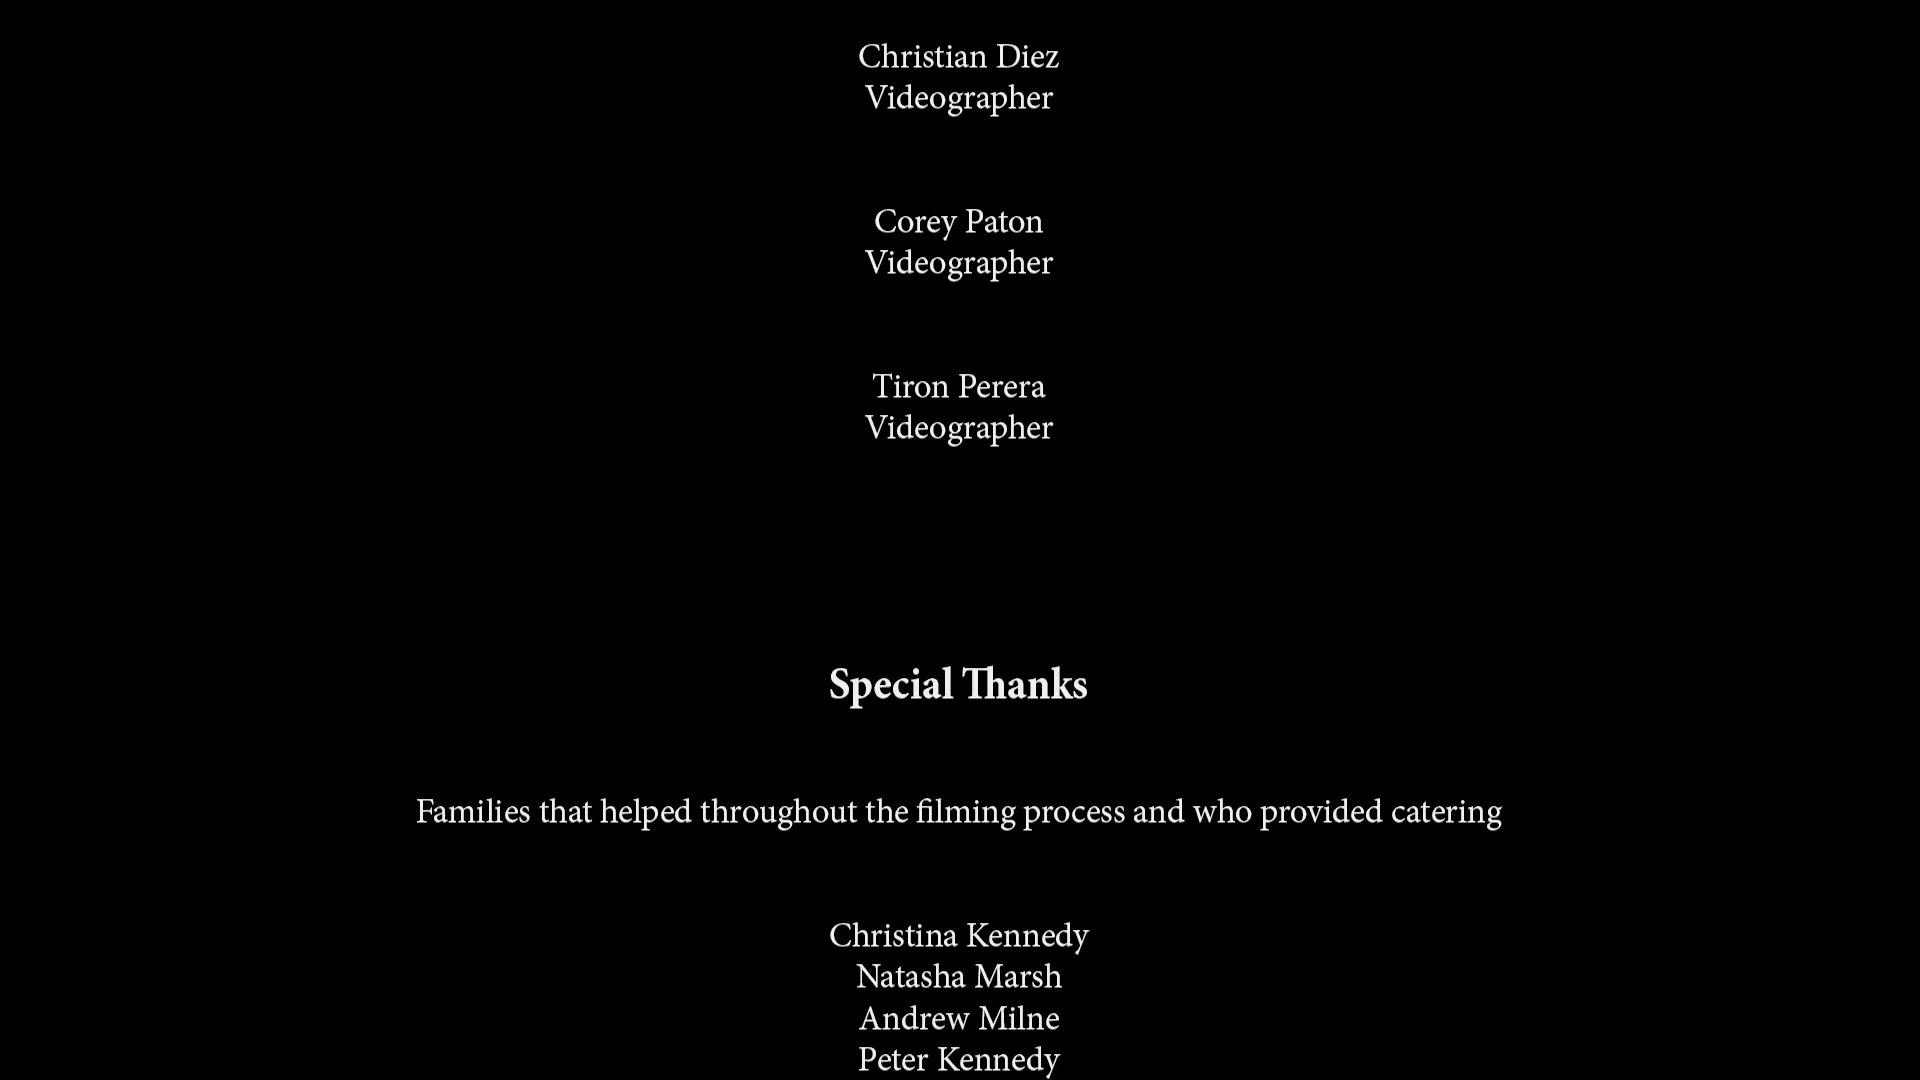 Christian Diez
Videographer
Corey Paton
Videographer
Tiron Perera
Videographer
Special Thanks
Families that helped throughout the filming process and who provided catering
Christina Kennedy
Natasha Marsh
Andrew Milne
Peter Kennedy